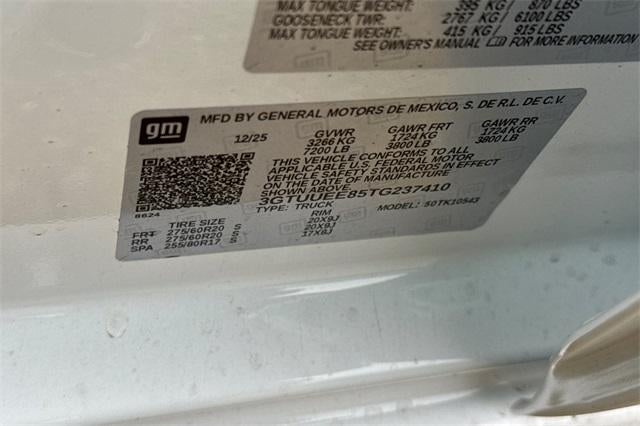 MAX TONGUE WEIGHT: 395 KG / 870 LBS
GOOSENECK TWR: 2767 KG / 6100 LBS
MAX TONGUE WEIGHT: 415 KG / 915 LBS
SEE OWNER'S MANUAL FOR MORE INFORMATION
gm
MFD BY GENERAL MOTORS DE MEXICO, S. DE R.L. DE C.V.
12/25 GVWR GAWR FRT GAWR RR
3266 KG 1724 KG 1724 KG
7200 LB 3800 LB 3800 LB
THIS VEHICLE CONFORMS TO ALL
APPLICABLE U.S. FEDERAL MOTOR
VEHICLE SAFETY STANDARDS IN EFFECT
ON THE DATE OF MANUFACTURE
SHOWN ABOVE.
3GTUUEE85TG237410
8624
TYPE: TRUCK MODEL: 50TK10543
TIRE SIZE RIM
FRT 275/60R20 S 20X9J
RR 275/60R20 S 20X9J
SPA 255/80R17 17X8J